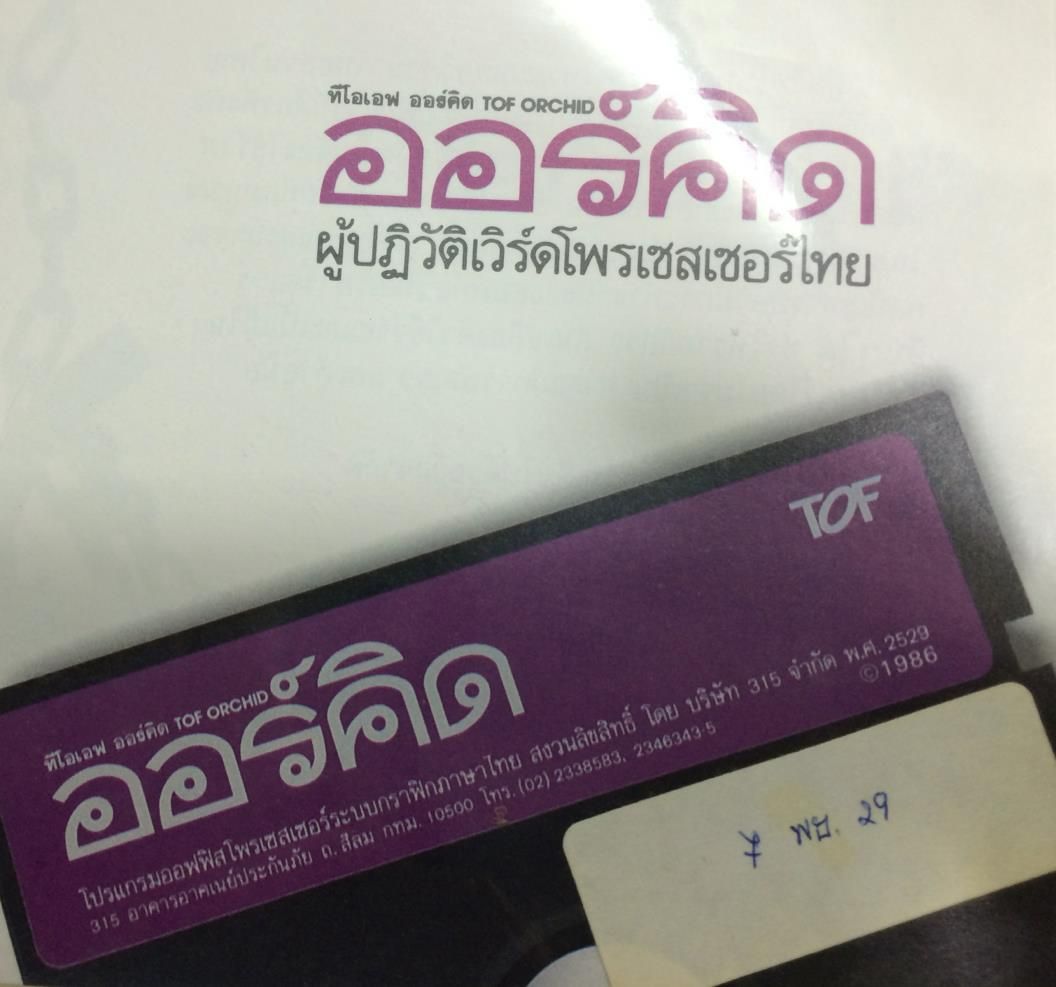 ทีโอเอฟ ออร์คิด TOF ORCHID
ออร์คิด
ผู้ปฏิวัติเวิร์ดโพรเซสเซอร์ไทย
TOF
ทีโอเอฟ ออร์คิด TOF ORCHID
ออร์คิด
โปรแกรมออฟฟิสโพรเซสเซอร์ระบบกราฟิกภาษาไทย สงวนลิขสิทธิ์ โดย บริษัท 315 จำกัด พ.ศ. 2529
©1986
315 อาคารอาคเนย์ประกันภัย ถ. สีลม กทม. 10500 โทร. (02) 2338583, 2346343-5
7 พย. 29